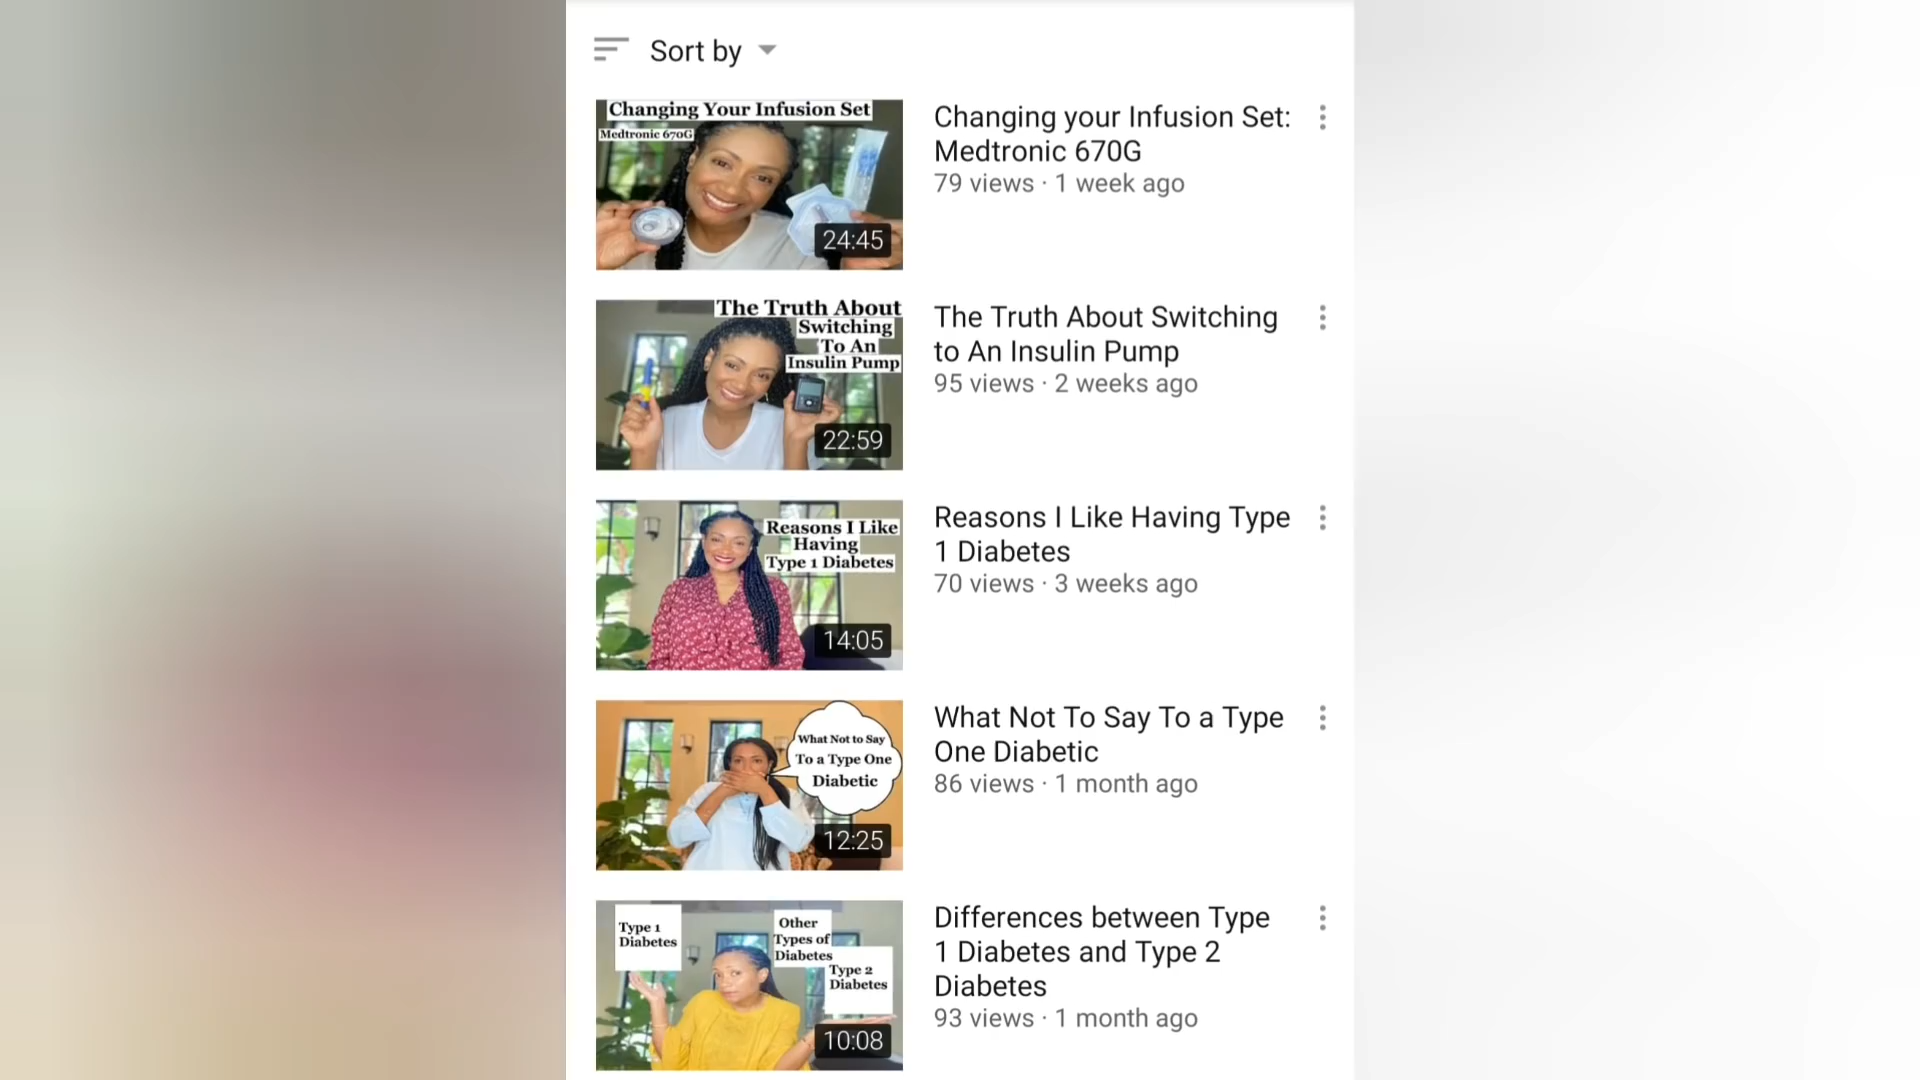 Sort by
Changing Your Infusion Set
Medtronic 670G
24:45
Changing your Infusion Set:
Medtronic 670G
79 views · 1 week ago
The Truth About
Switching
To An
Insulin Pump
22:59
The Truth About Switching
to An Insulin Pump
95 views · 2 weeks ago
Reasons I Like
Having
Type 1 Diabetes
14:05
Reasons I Like Having Type
1 Diabetes
70 views · 3 weeks ago
What Not to Say
To a Type One
Diabetic
12:25
What Not To Say To a Type
One Diabetic
86 views · 1 month ago
Type 1
Diabetes
Other
Types of
Diabetes
Type 2
Diabetes
10:08
Differences between Type
1 Diabetes and Type 2
Diabetes
93 views · 1 month ago